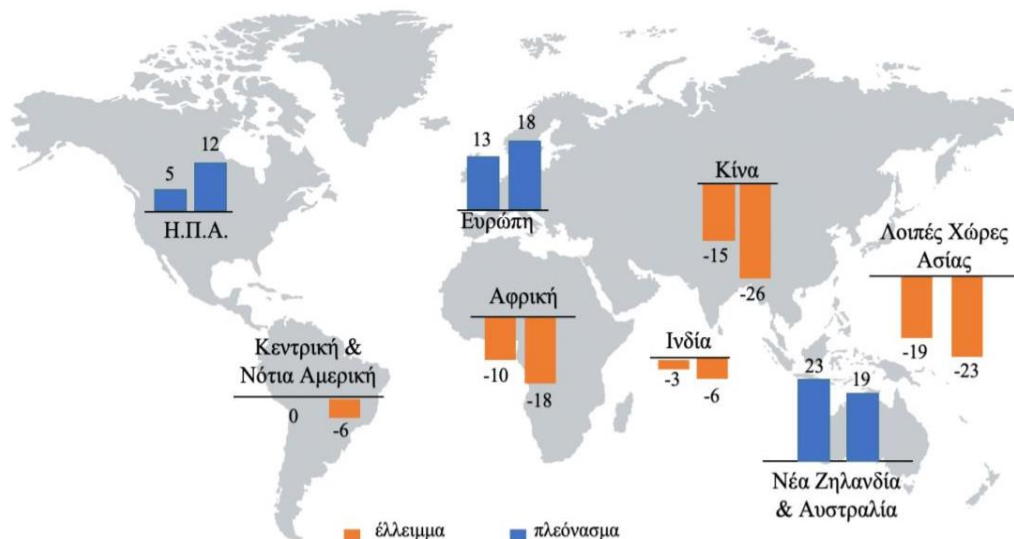 5
12
Η.Π.Α.
13
18
Ευρώπη
Κίνα
-15
-26
Λοιπές Χώρες
Ασίας
-19
-23
Αφρική
-10
-18
Ινδία
-3
-6
Κεντρική &
Νότια Αμερική
0
-6
23
19
Νέα Ζηλανδία
& Αυστραλία
έλλειμμα
πλεόνασμα